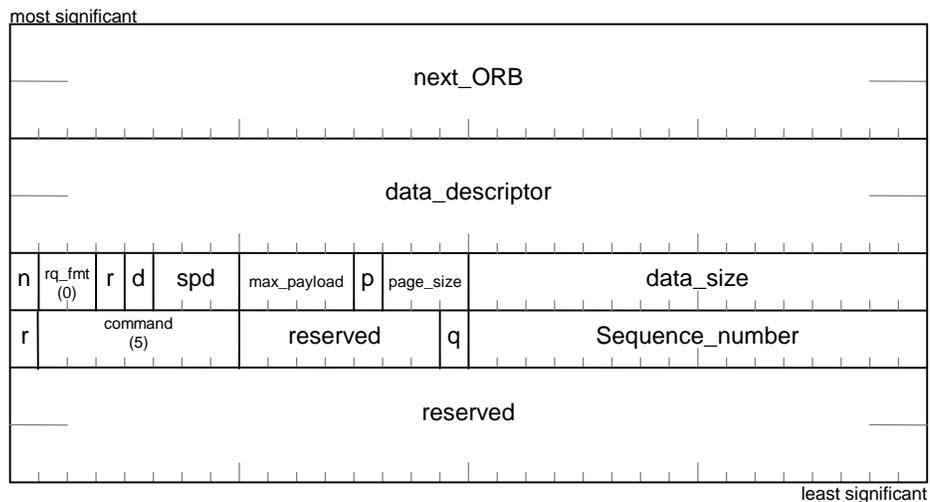 most significant
next_ORB
data_descriptor
n rq_fmt r d spd max_payload p page_size data_size
(0)
r command reserved q Sequence_number
(5)
reserved
least significant